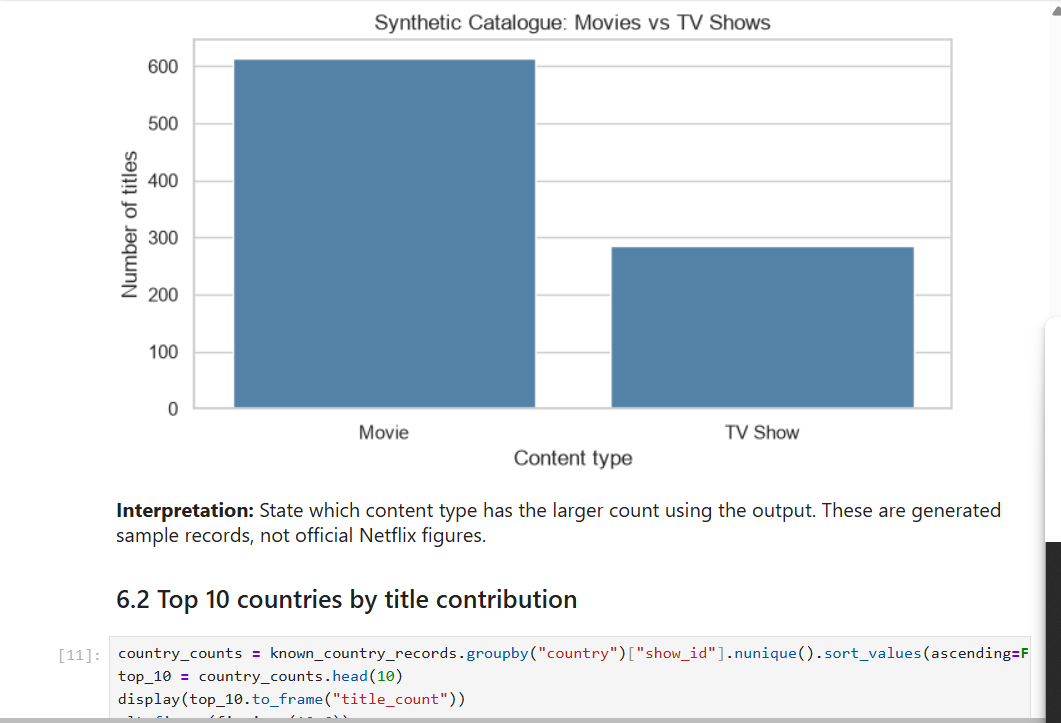 Synthetic Catalogue: Movies vs TV Shows
600
500
400
300
200
100
0
Number of titles
Movie
TV Show
Content type
Interpretation: State which content type has the larger count using the output. These are generated
sample records, not official Netflix figures.
6.2 Top 10 countries by title contribution
[11]:
country_counts = known_country_records.groupby("country")["show_id"].nunique().sort_values(ascending=F
top_10 = country_counts.head(10)
display(top_10.to_frame("title_count"))